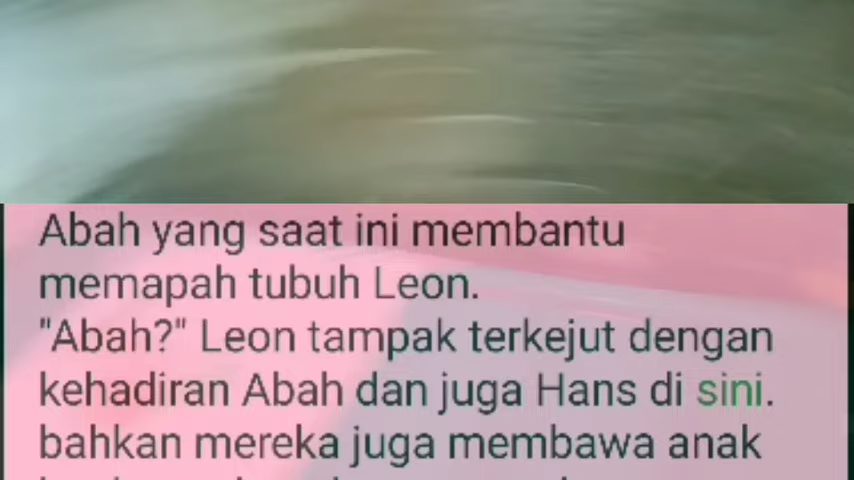 Abah yang saat ini membantu
memapah tubuh Leon.
"Abah?" Leon tampak terkejut dengan
kehadiran Abah dan juga Hans di sini.
bahkan mereka juga membawa anak